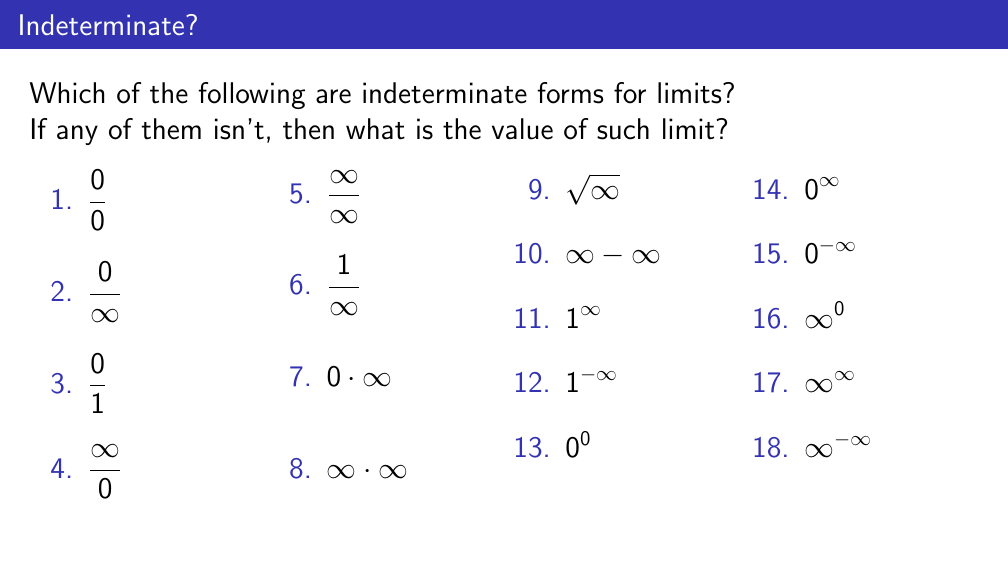 Indeterminate?
Which of the following are indeterminate forms for limits?
If any of them isn't, then what is the value of such limit?
1. 0/0
2. 0/∞
3. 0/1
4. ∞/0
5. ∞/∞
6. 1/∞
7. 0 · ∞
8. ∞ · ∞
9. √∞
10. ∞ − ∞
11. 1^∞
12. 1^−∞
13. 0^0
14. 0^∞
15. 0^−∞
16. ∞^0
17. ∞^∞
18. ∞^−∞